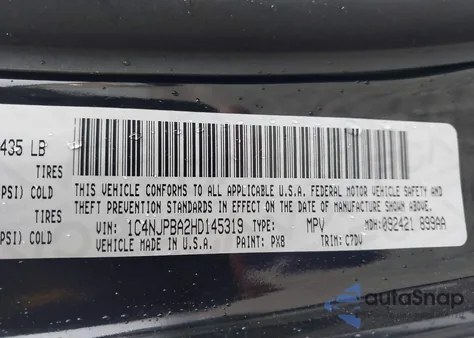 435 LB
TIRES
PSI) COLD
TIRES
PSI) COLD
THIS VEHICLE CONFORMS TO ALL APPLICABLE U.S.A. FEDERAL MOTOR VEHICLE SAFETY AND
THEFT PREVENTION STANDARDS IN EFFECT ON THE DATE OF MANUFACTURE SHOWN ABOVE.
VIN: 1C4NJPBA2HD145319 TYPE: MPV MDH: 092421 899AA
VEHICLE MADE IN U.S.A. PAINT: PX8 TRIM: C7DV
autoSnap